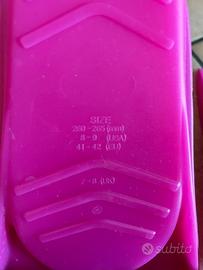 SIZE
260-265(mm)
8-9 (USA)
41-42 (EU)
7-8 (UK)
subito